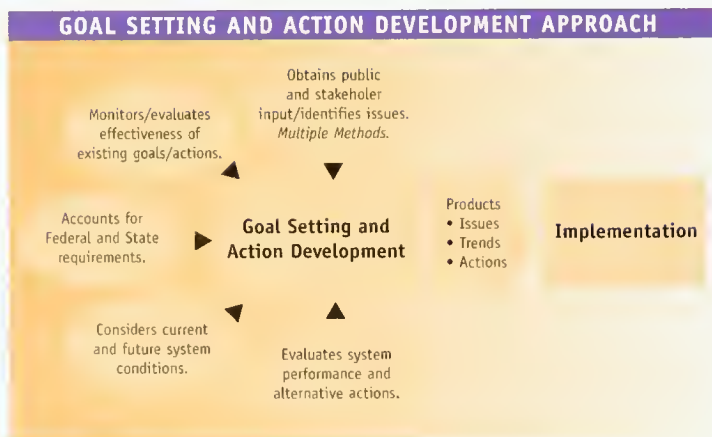 GOAL SETTING AND ACTION DEVELOPMENT APPROACH
Obtains public
and stakeholer
input/identifies issues.
Multiple Methods.
Monitors/evaluates
effectiveness of
existing goals/actions.
Accounts for
Federal and State
requirements.
Goal Setting and
Action Development
Products
• Issues
• Trends
• Actions
Implementation
Considers current
and future system
conditions.
Evaluates system
performance and
alternative actions.